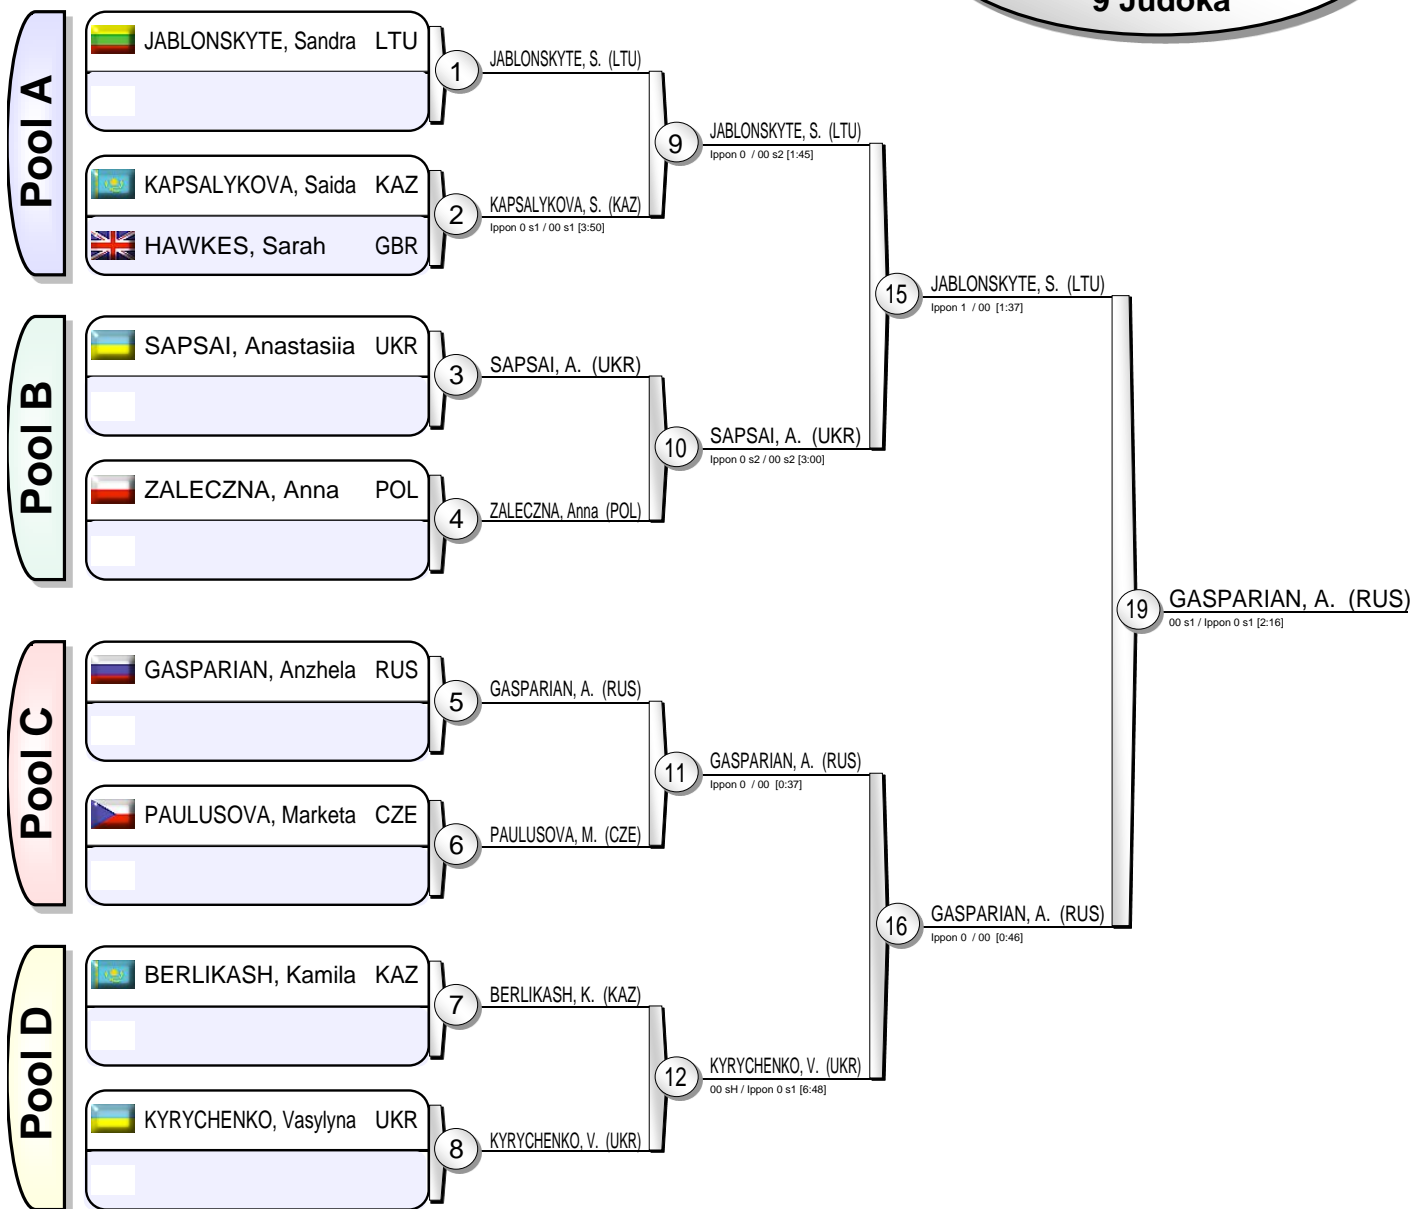 9 Judoka
Pool A
JABLONSKYTE, Sandra LTU
1
JABLONSKYTE, S. (LTU)
KAPSALYKOVA, Saida KAZ
HAWKES, Sarah GBR
2
KAPSALYKOVA, S. (KAZ)
Ippon 0 s1 / 00 s1 [3:50]
9
JABLONSKYTE, S. (LTU)
Ippon 0 / 00 s2 [1:45]
Pool B
SAPSAI, Anastasiia UKR
3
SAPSAI, A. (UKR)
ZALECZNA, Anna POL
4
ZALECZNA, Anna (POL)
10
SAPSAI, A. (UKR)
Ippon 0 s2 / 00 s2 [3:00]
15
JABLONSKYTE, S. (LTU)
Ippon 1 / 00 [1:37]
Pool C
GASPARIAN, Anzhela RUS
5
GASPARIAN, A. (RUS)
PAULUSOVA, Marketa CZE
6
PAULUSOVA, M. (CZE)
11
GASPARIAN, A. (RUS)
Ippon 0 / 00 [0:37]
Pool D
BERLIKASH, Kamila KAZ
7
BERLIKASH, K. (KAZ)
KYRYCHENKO, Vasylyna UKR
8
KYRYCHENKO, V. (UKR)
12
KYRYCHENKO, V. (UKR)
00 sH / Ippon 0 s1 [6:48]
16
GASPARIAN, A. (RUS)
Ippon 0 / 00 [0:46]
19
GASPARIAN, A. (RUS)
00 s1 / Ippon 0 s1 [2:16]